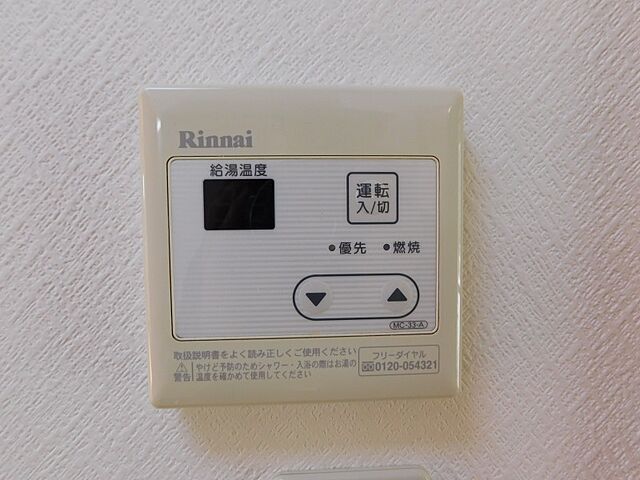 Rinnai
給湯温度
運転
入/切
優先 燃焼
MC-33-A
取扱説明書をよく読み正しくご使用ください
警告
やけど予防のためシャワー・入浴の際はお湯の
温度を確かめて使用してください
フリーダイヤル
0120-054321